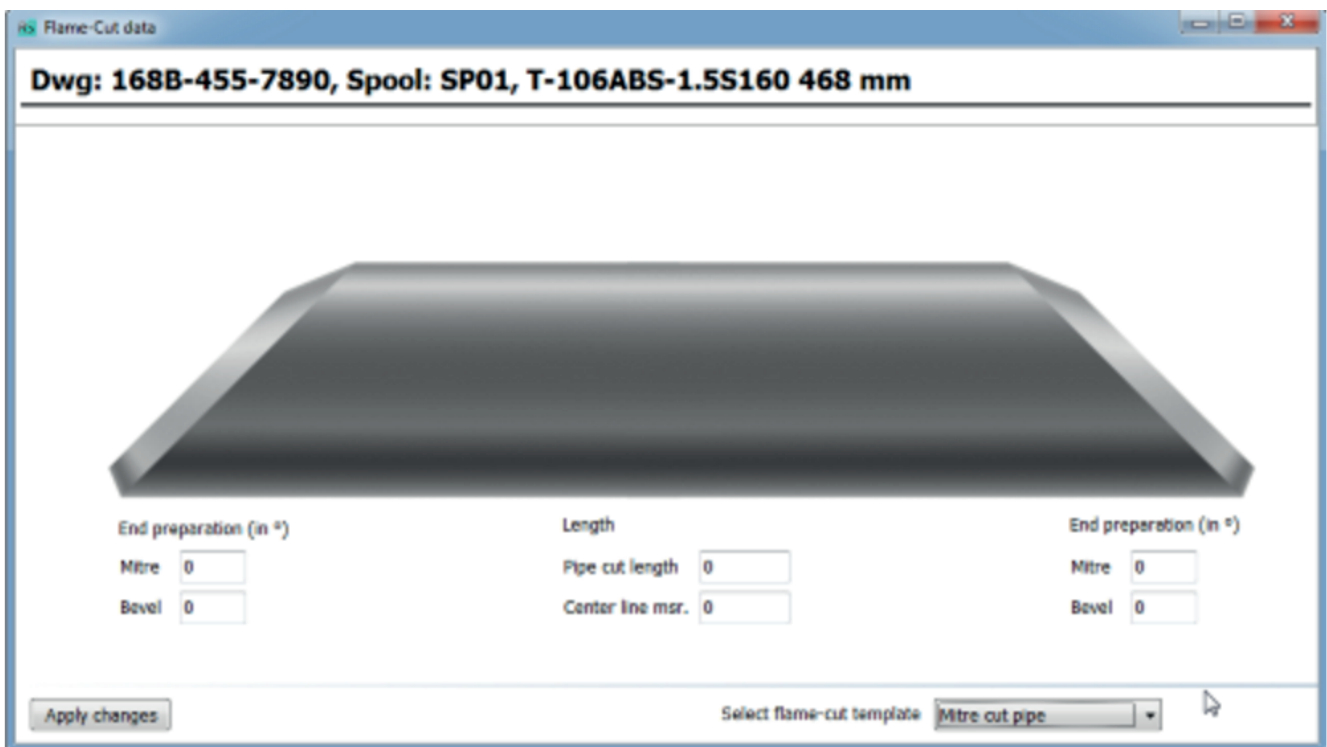 Flame-Cut data
Dwg: 168B-455-7890, Spool: SP01, T-106ABS-1.5S160 468 mm
End preparation (in º) Length End preparation (in º)
Mitre 0 Pipe cut length 0 Mitre 0
Bevel 0 Center line msr. 0 Bevel 0
Apply changes Select flame-cut template Mitre cut pipe